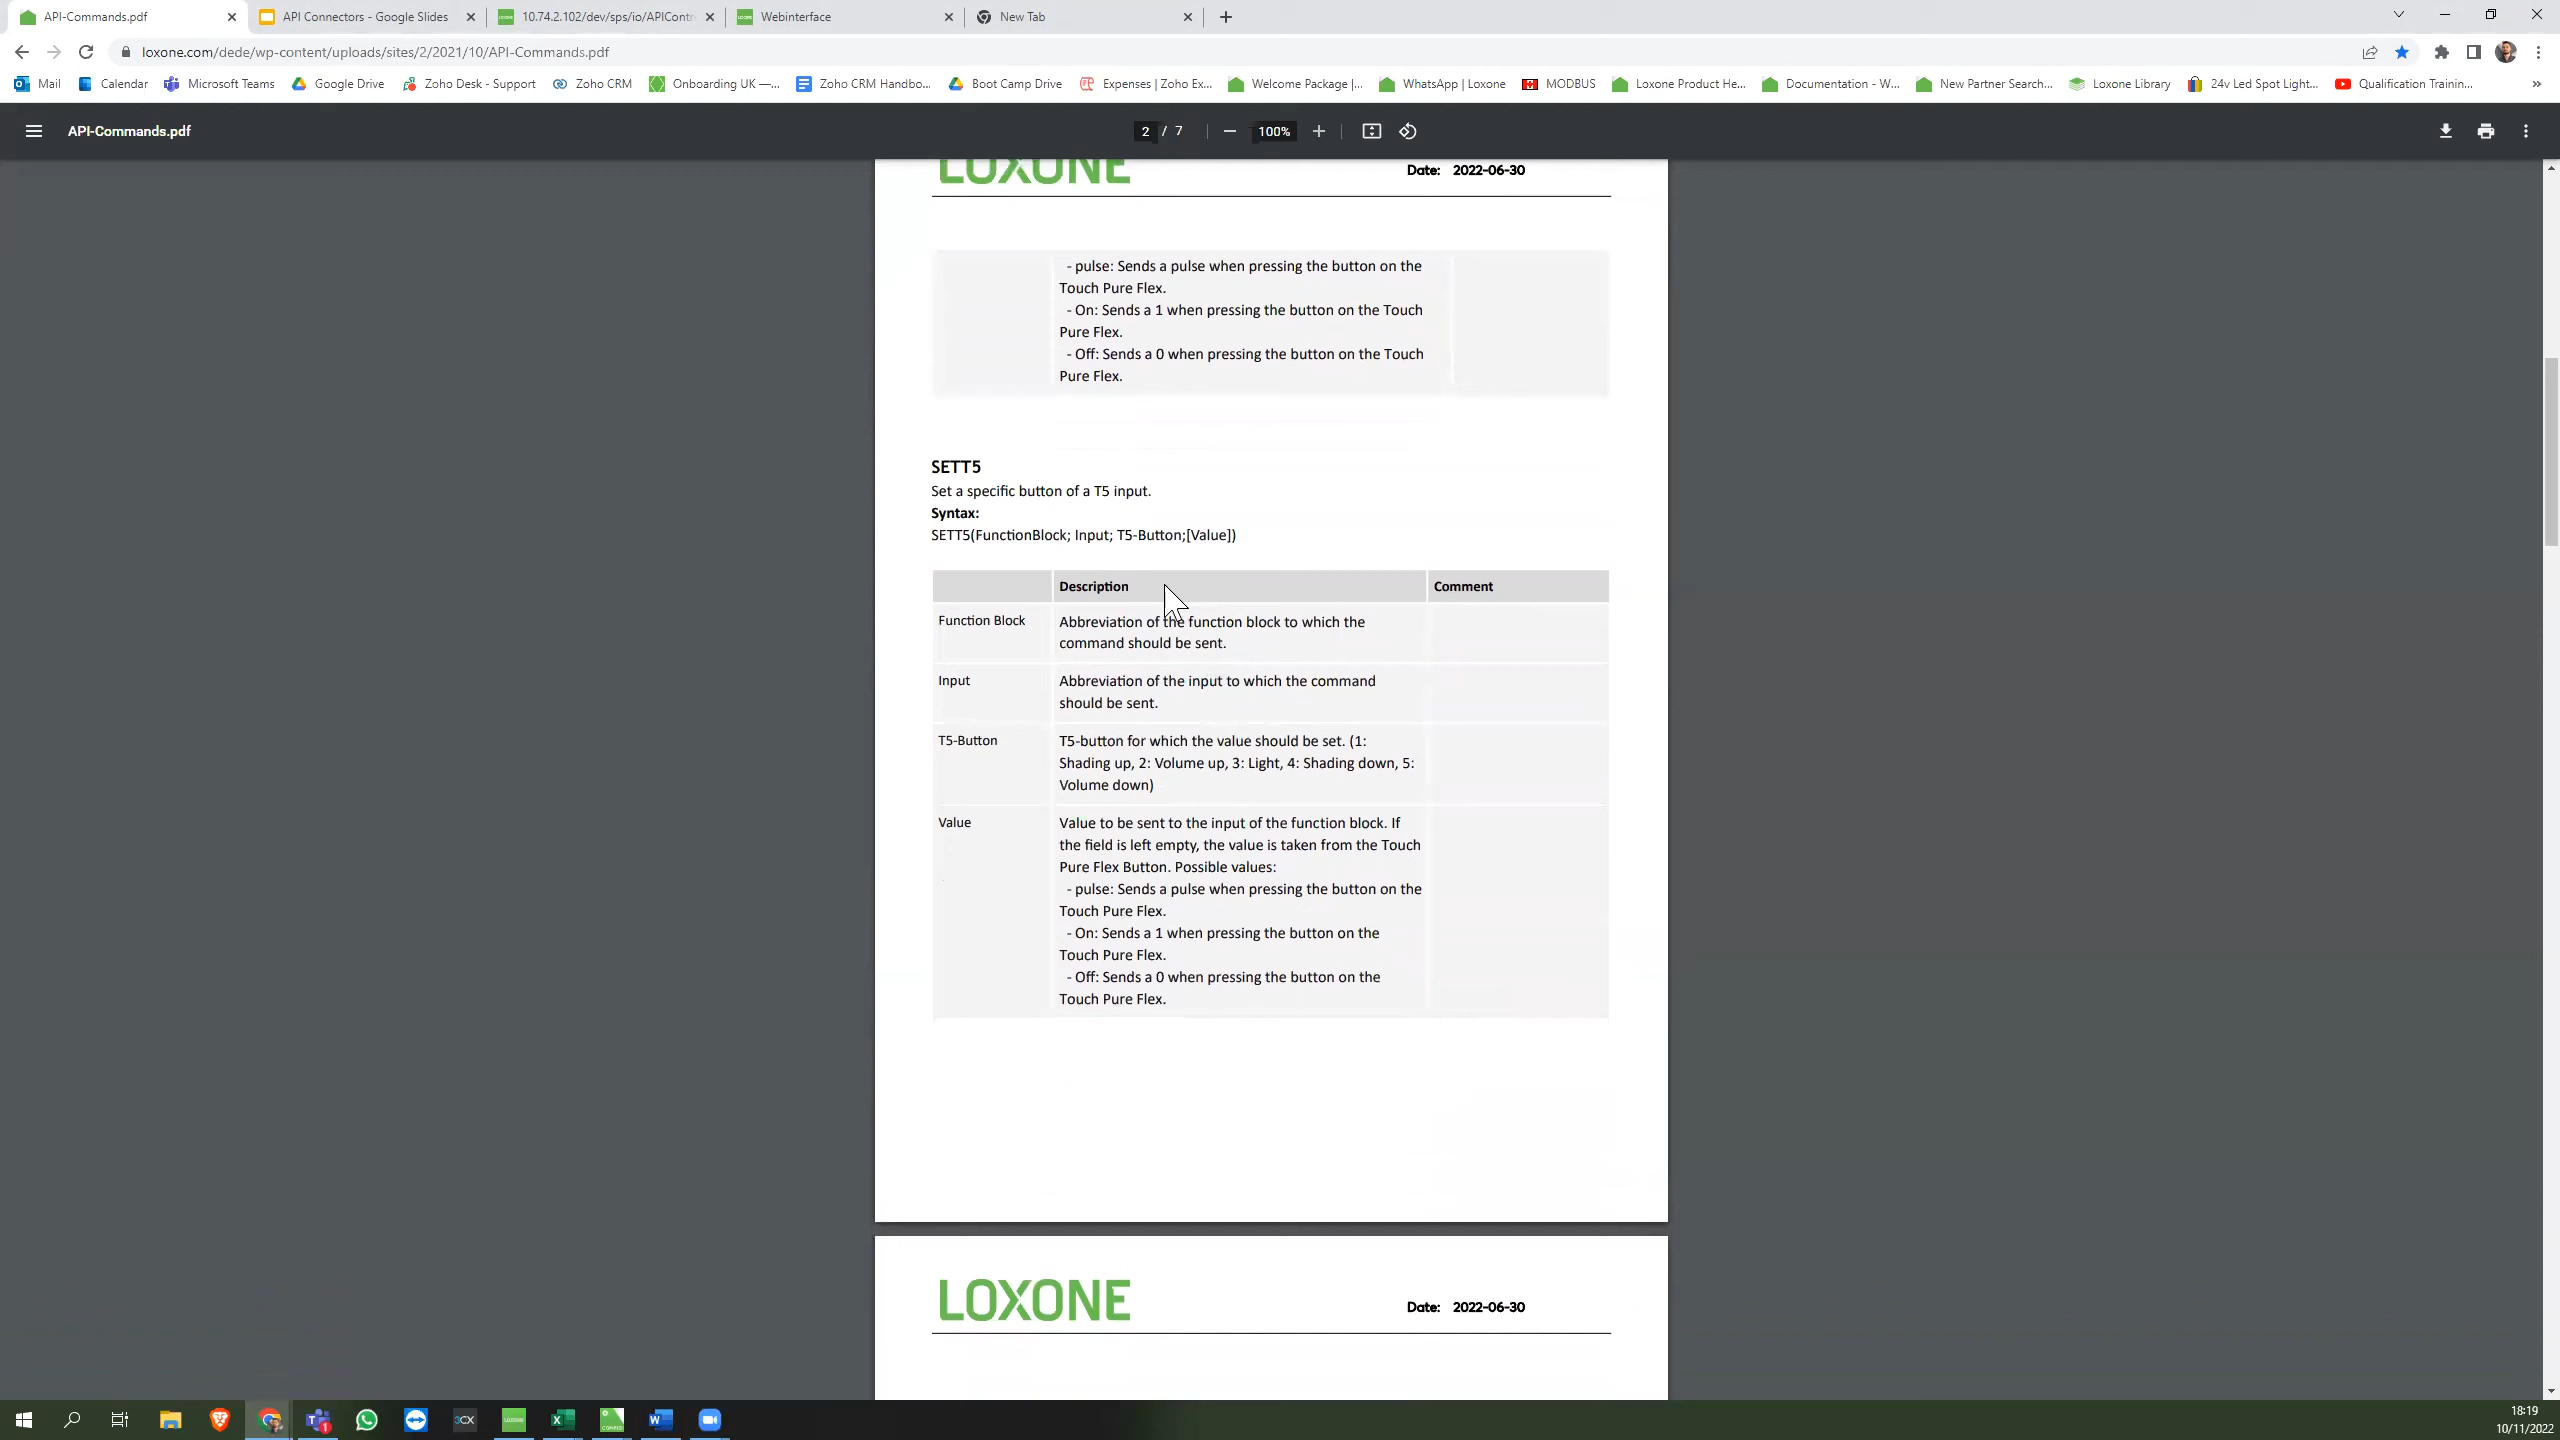 API-Commands.pdf
API Connectors - Google Slides
10.74.2.102/dev/sps/io/APIContr
Webinterface
New Tab
loxone.com/dede/wp-content/uploads/sites/2/2021/10/API-Commands.pdf
Mail
Calendar
Microsoft Teams
Google Drive
Zoho Desk - Support
Zoho CRM
Onboarding UK —...
Zoho CRM Handbo...
Boot Camp Drive
Expenses | Zoho Ex...
Welcome Package |...
WhatsApp | Loxone
MODBUS
Loxone Product He...
Documentation - W...
New Partner Search...
Loxone Library
24v Led Spot Light...
Qualification Trainin...
»
API-Commands.pdf
2 / 7
100%
LOXONE
Date: 2022-06-30
- pulse: Sends a pulse when pressing the button on the
Touch Pure Flex.
- On: Sends a 1 when pressing the button on the Touch
Pure Flex.
- Off: Sends a 0 when pressing the button on the Touch
Pure Flex.
SETT5
Set a specific button of a T5 input.
Syntax:
SETT5(FunctionBlock; Input; T5-Button;[Value])
Description
Comment
Function Block
Abbreviation of the function block to which the
command should be sent.
Input
Abbreviation of the input to which the command
should be sent.
T5-Button
T5-button for which the value should be set. (1:
Shading up, 2: Volume up, 3: Light, 4: Shading down, 5:
Volume down)
Value
Value to be sent to the input of the function block. If
the field is left empty, the value is taken from the Touch
Pure Flex Button. Possible values:
- pulse: Sends a pulse when pressing the button on the
Touch Pure Flex.
- On: Sends a 1 when pressing the button on the
Touch Pure Flex.
- Off: Sends a 0 when pressing the button on the
Touch Pure Flex.
LOXONE
Date: 2022-06-30
3CX
18:19
10/11/2022